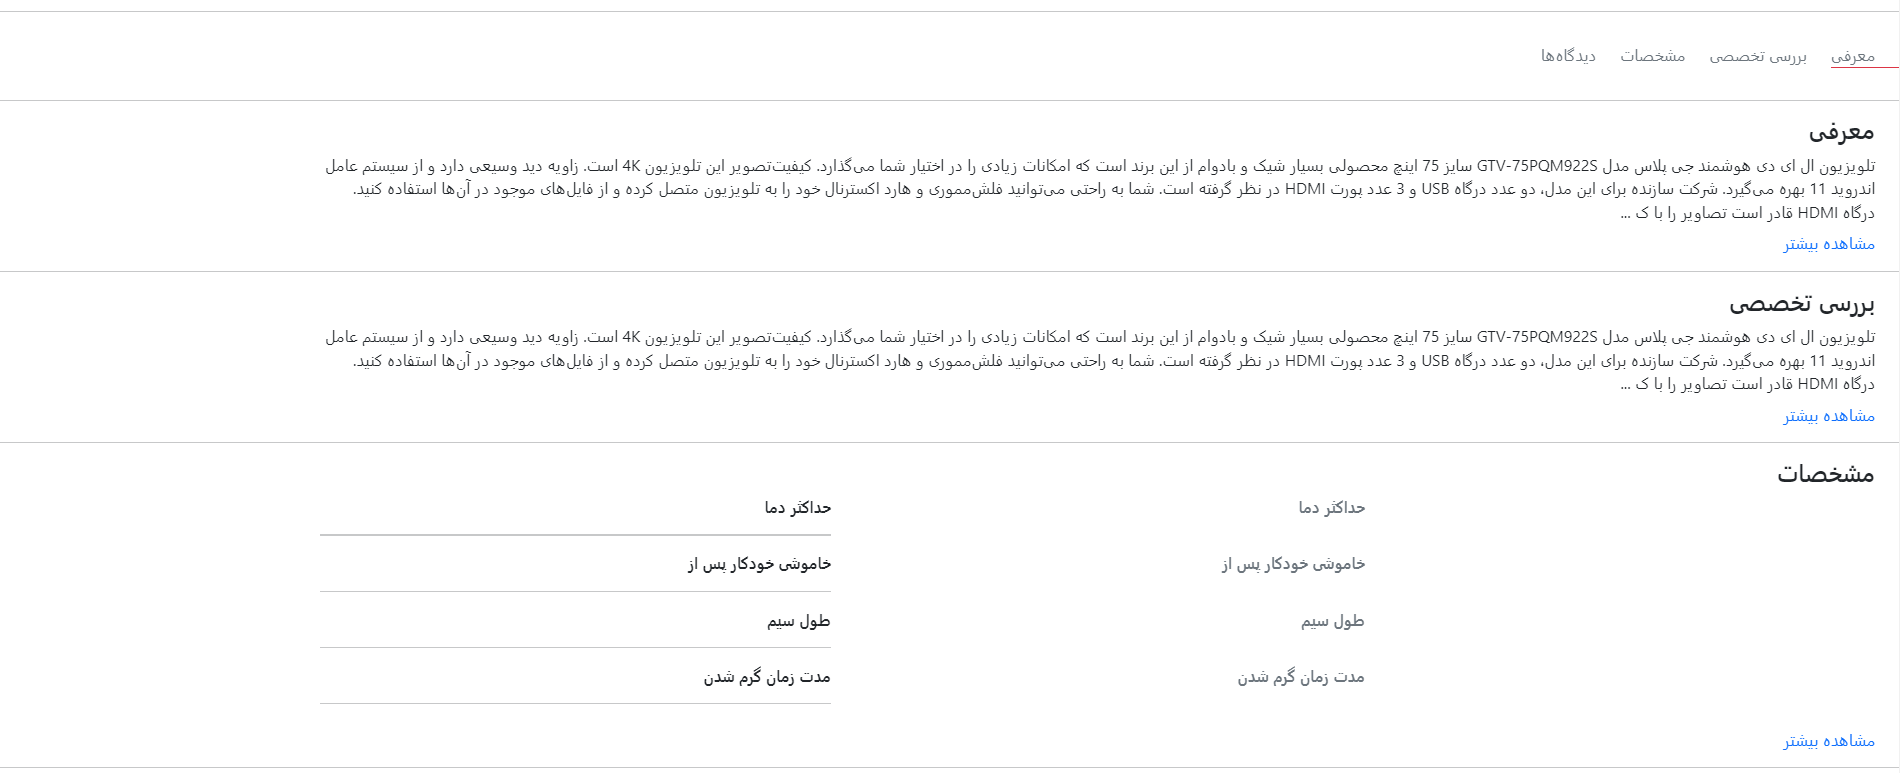 معرفی بررسی تخصصی مشخصات دیدگاه‌ها
معرفی
تلویزیون ال ای دی هوشمند جی پلاس مدل GTV-75PQM922S سایز 75 اینچ محصولی بسیار شیک و بادوام از این برند است که امکانات زیادی را در اختیار شما می‌گذارد. کیفیت‌تصویر این تلویزیون 4K است. زاویه دید وسیعی دارد و از سیستم عامل
اندروید 11 بهره می‌گیرد. شرکت سازنده برای این مدل، دو عدد درگاه USB و 3 عدد پورت HDMI در نظر گرفته است. شما به راحتی می‌توانید فلش‌مموری و هارد اکسترنال خود را به تلویزیون متصل کرده و از فایل‌های موجود در آن‌ها استفاده کنید.
درگاه HDMI قادر است تصاویر را با ک ...
مشاهده بیشتر
بررسی تخصصی
تلویزیون ال ای دی هوشمند جی پلاس مدل GTV-75PQM922S سایز 75 اینچ محصولی بسیار شیک و بادوام از این برند است که امکانات زیادی را در اختیار شما می‌گذارد. کیفیت‌تصویر این تلویزیون 4K است. زاویه دید وسیعی دارد و از سیستم عامل
اندروید 11 بهره می‌گیرد. شرکت سازنده برای این مدل، دو عدد درگاه USB و 3 عدد پورت HDMI در نظر گرفته است. شما به راحتی می‌توانید فلش‌مموری و هارد اکسترنال خود را به تلویزیون متصل کرده و از فایل‌های موجود در آن‌ها استفاده کنید.
درگاه HDMI قادر است تصاویر را با ک ...
مشاهده بیشتر
مشخصات
حداکثر دما حداکثر دما
خاموشی خودکار پس از خاموشی خودکار پس از
طول سیم طول سیم
مدت زمان گرم شدن مدت زمان گرم شدن
مشاهده بیشتر